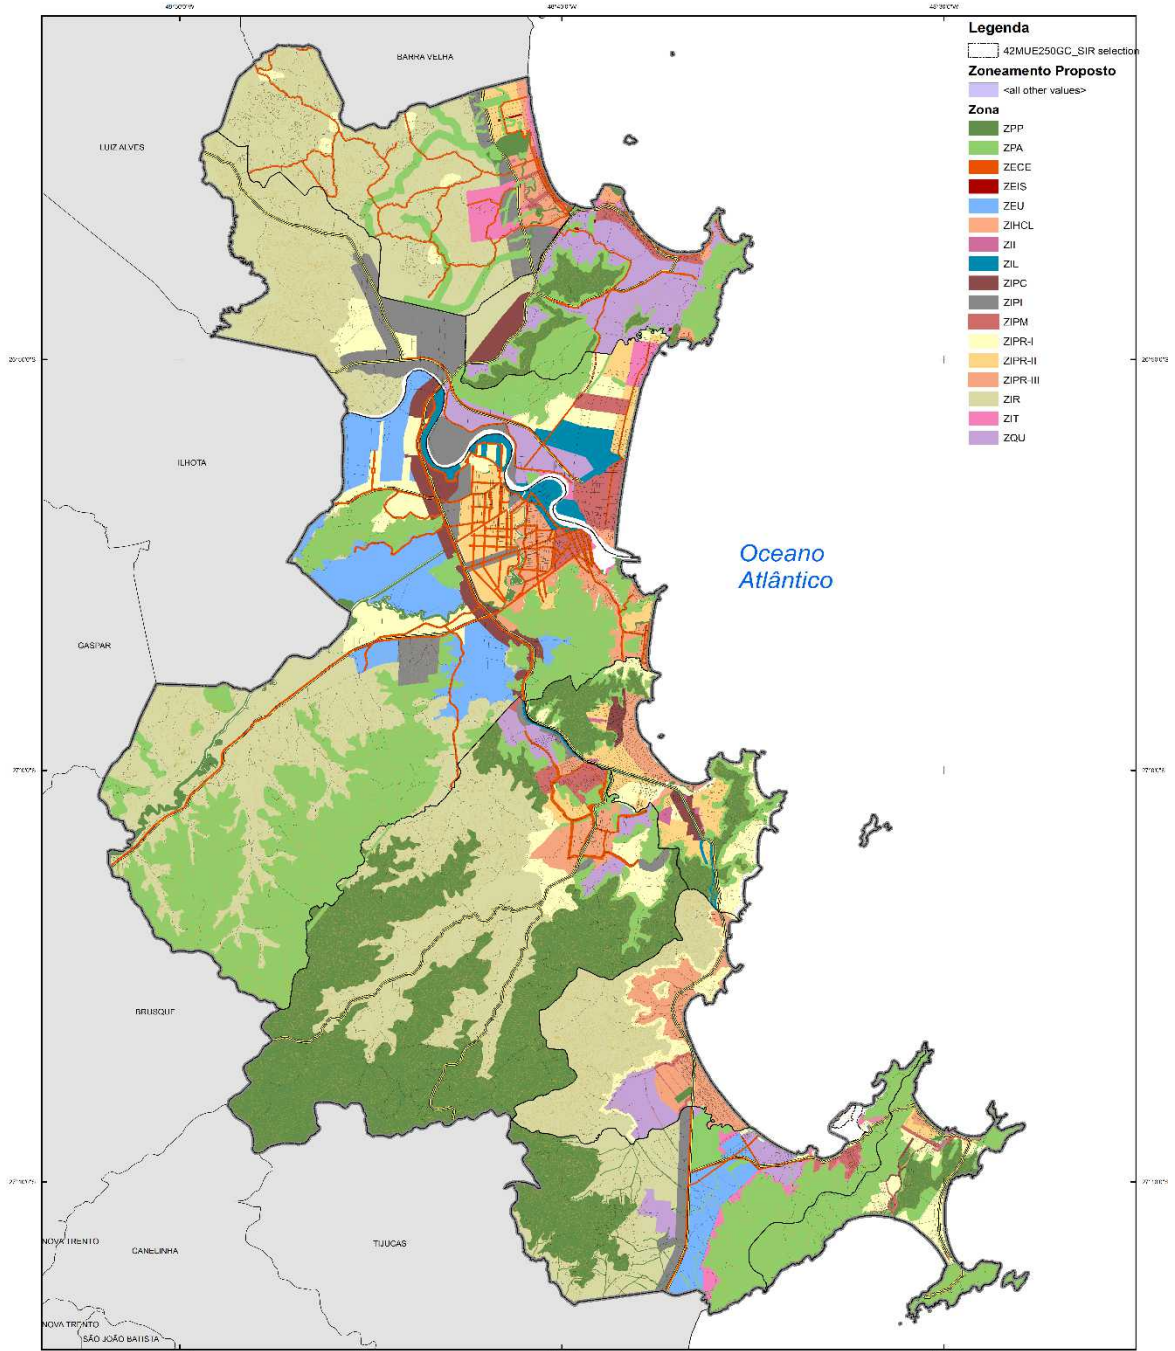 Legenda
42MUE250GC_SIR selection
Zoneamento Proposto
<all other values>
Zona
ZPP
ZPA
ZECE
ZEIS
ZEU
ZIHCL
ZII
ZIL
ZIPC
ZIPI
ZIPM
ZIPR-I
ZIPR-II
ZIPR-III
ZIR
ZIT
ZQU
BARRA VELHA
LUIZ ALVES
ILHOTA
Oceano
Atlântico
GASPAR
BRUSQUE
NOVA TRENTO
CANELINHA
TIJUCAS
NOVA TRENTO
SÃO JOÃO BATISTA